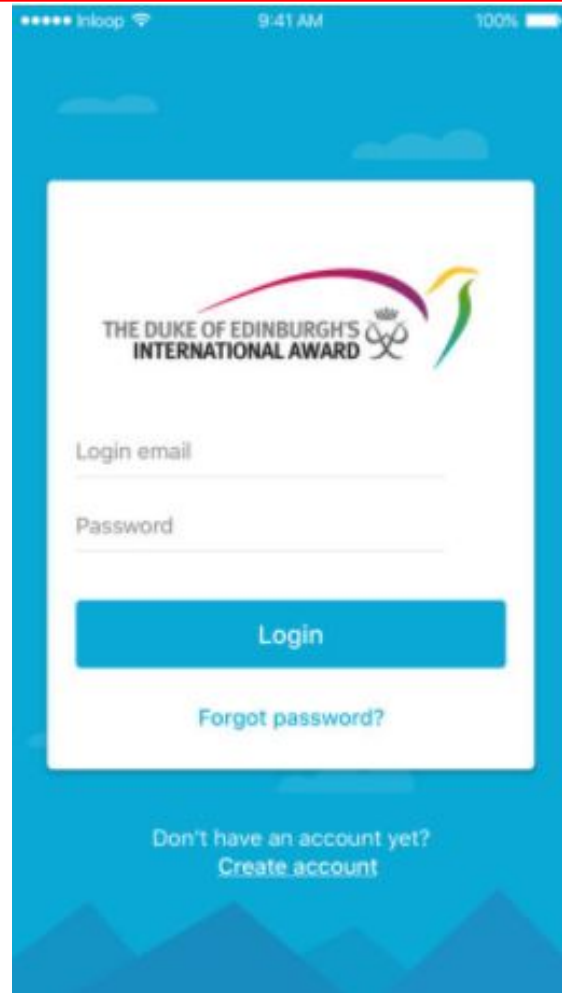 Inloop 9:41 AM 100%
THE DUKE OF EDINBURGH'S
INTERNATIONAL AWARD
Login email
Password
Login
Forgot password?
Don't have an account yet?
Create account